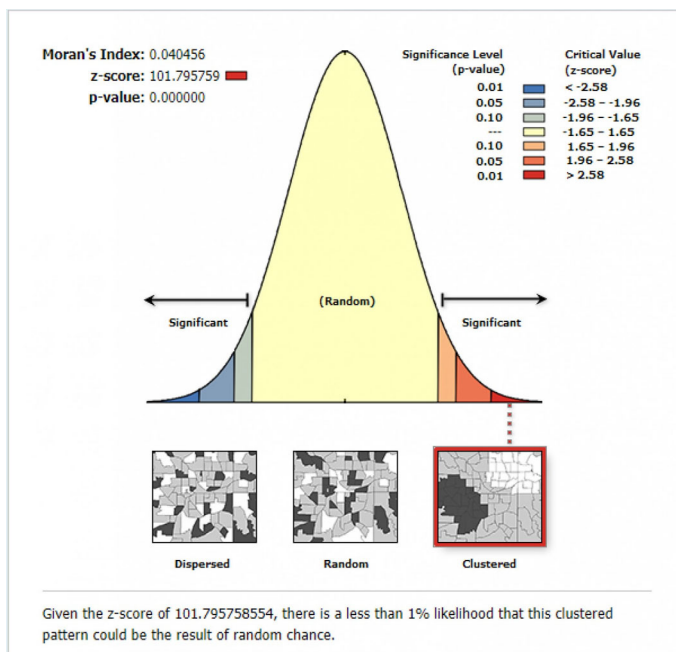 Moran's Index: 0.040456
z-score: 101.795759
p-value: 0.000000
Significance Level
(p-value)
Critical Value
(z-score)
0.01 < -2.58
0.05 -2.58 – -1.96
0.10 -1.96 – -1.65
--- -1.65 – 1.65
0.10 1.65 – 1.96
0.05 1.96 – 2.58
0.01 > 2.58
(Random)
Significant
Significant
Dispersed
Random
Clustered
Given the z-score of 101.795758554, there is a less than 1% likelihood that this clustered
pattern could be the result of random chance.